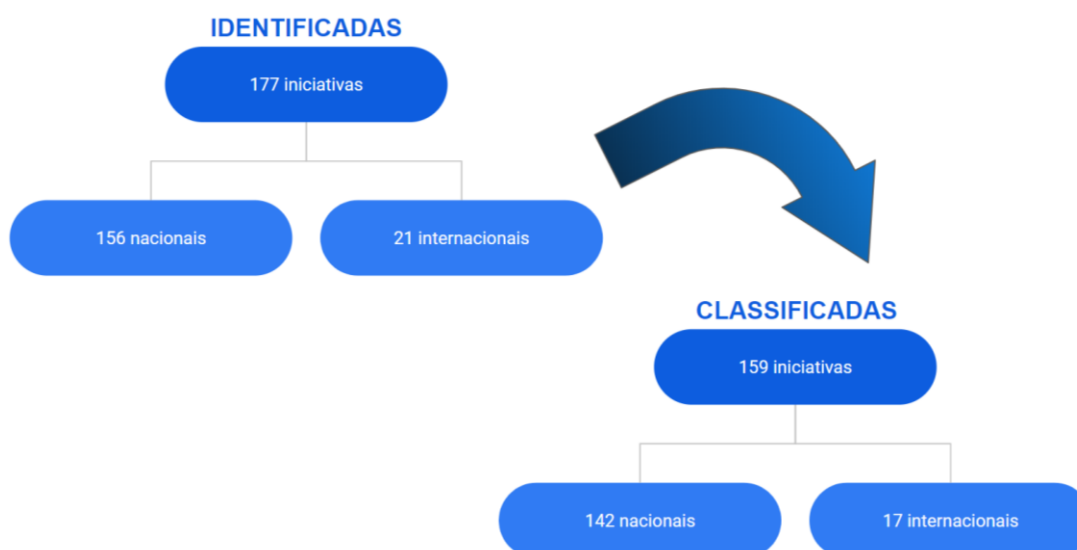 IDENTIFICADAS
177 iniciativas
156 nacionais
21 internacionais
CLASSIFICADAS
159 iniciativas
142 nacionais
17 internacionais